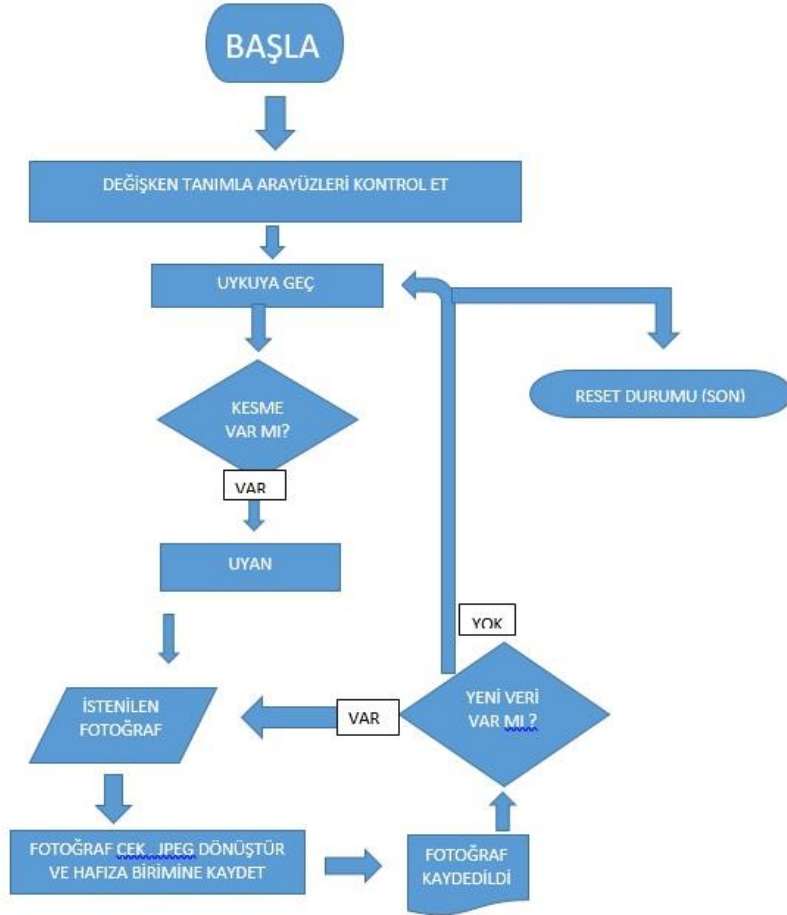 BAŞLA
DEĞİŞKEN TANIMLA ARAYÜZLERİ KONTROL ET
UYKUYA GEÇ
RESET DURUMU (SON)
KESME
VAR MI?
VAR
UYAN
YOK
YENİ VERİ
VAR MI ?
VAR
İSTENİLEN
FOTOĞRAF
FOTOĞRAF CEK , JPEG DÖNÜŞTÜR
VE HAFIZA BİRİMİNE KAYDET
FOTOĞRAF
KAYDEDİLDİ